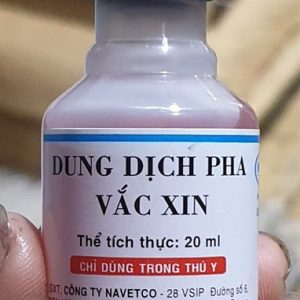 DUNG DỊCH PHA
VẮC XIN
Thể tích thực: 20 ml
CHỈ DÙNG TRONG THÚ Y
SXT: CÔNG TY NAVETCO - 28 VSIP Đường số 6.